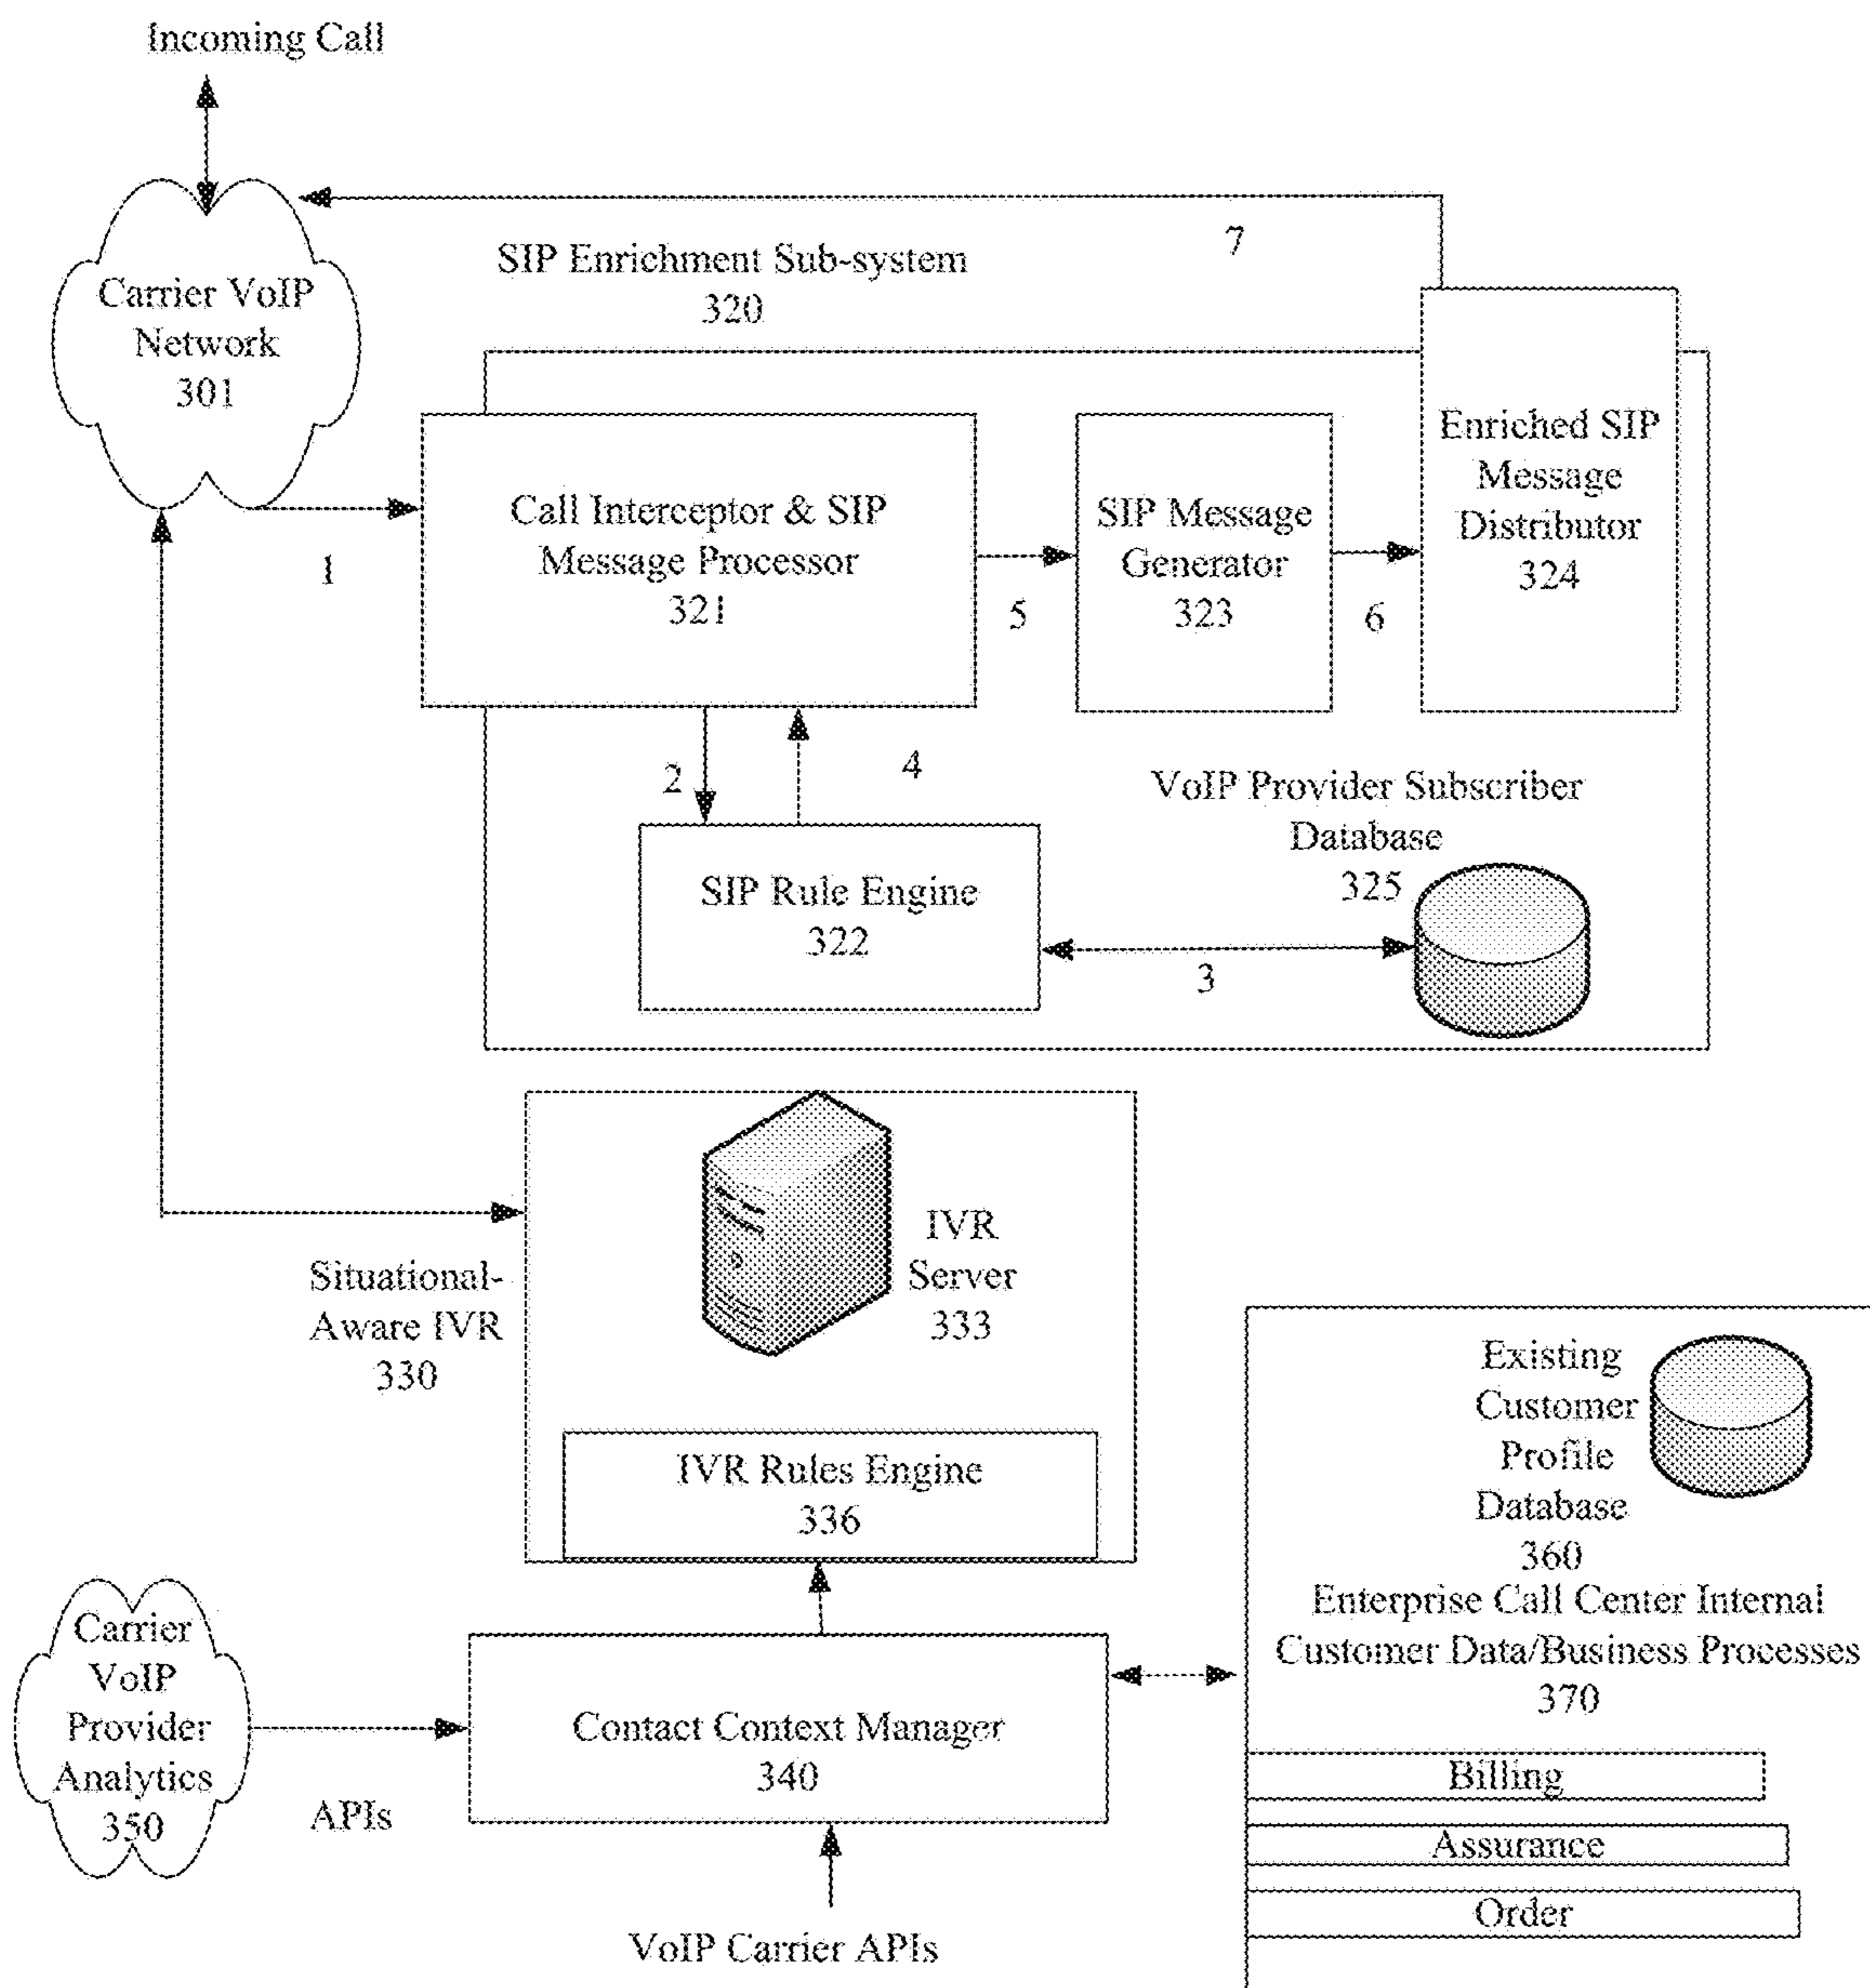 Incoming Call
7
SIP Enrichment Sub-system
320
Carrier VoIP
Network
301
Call Interceptor & SIP
Message Processor
321
SIP Message
Generator
323
Enriched SIP
Message
Distributor
324
1
5
6
2
4
VoIP Provider Subscriber
Database
325
SIP Rule Engine
322
3
Situational-
Aware IVR
330
IVR
Server
333
IVR Rules Engine
336
Existing
Customer
Profile
Database
360
Enterprise Call Center Internal
Customer Data/Business Processes
370
Billing
Assurance
Order
Carrier
VoIP
Provider
Analytics
350
APIs
Contact Context Manager
340
VoIP Carrier APIs